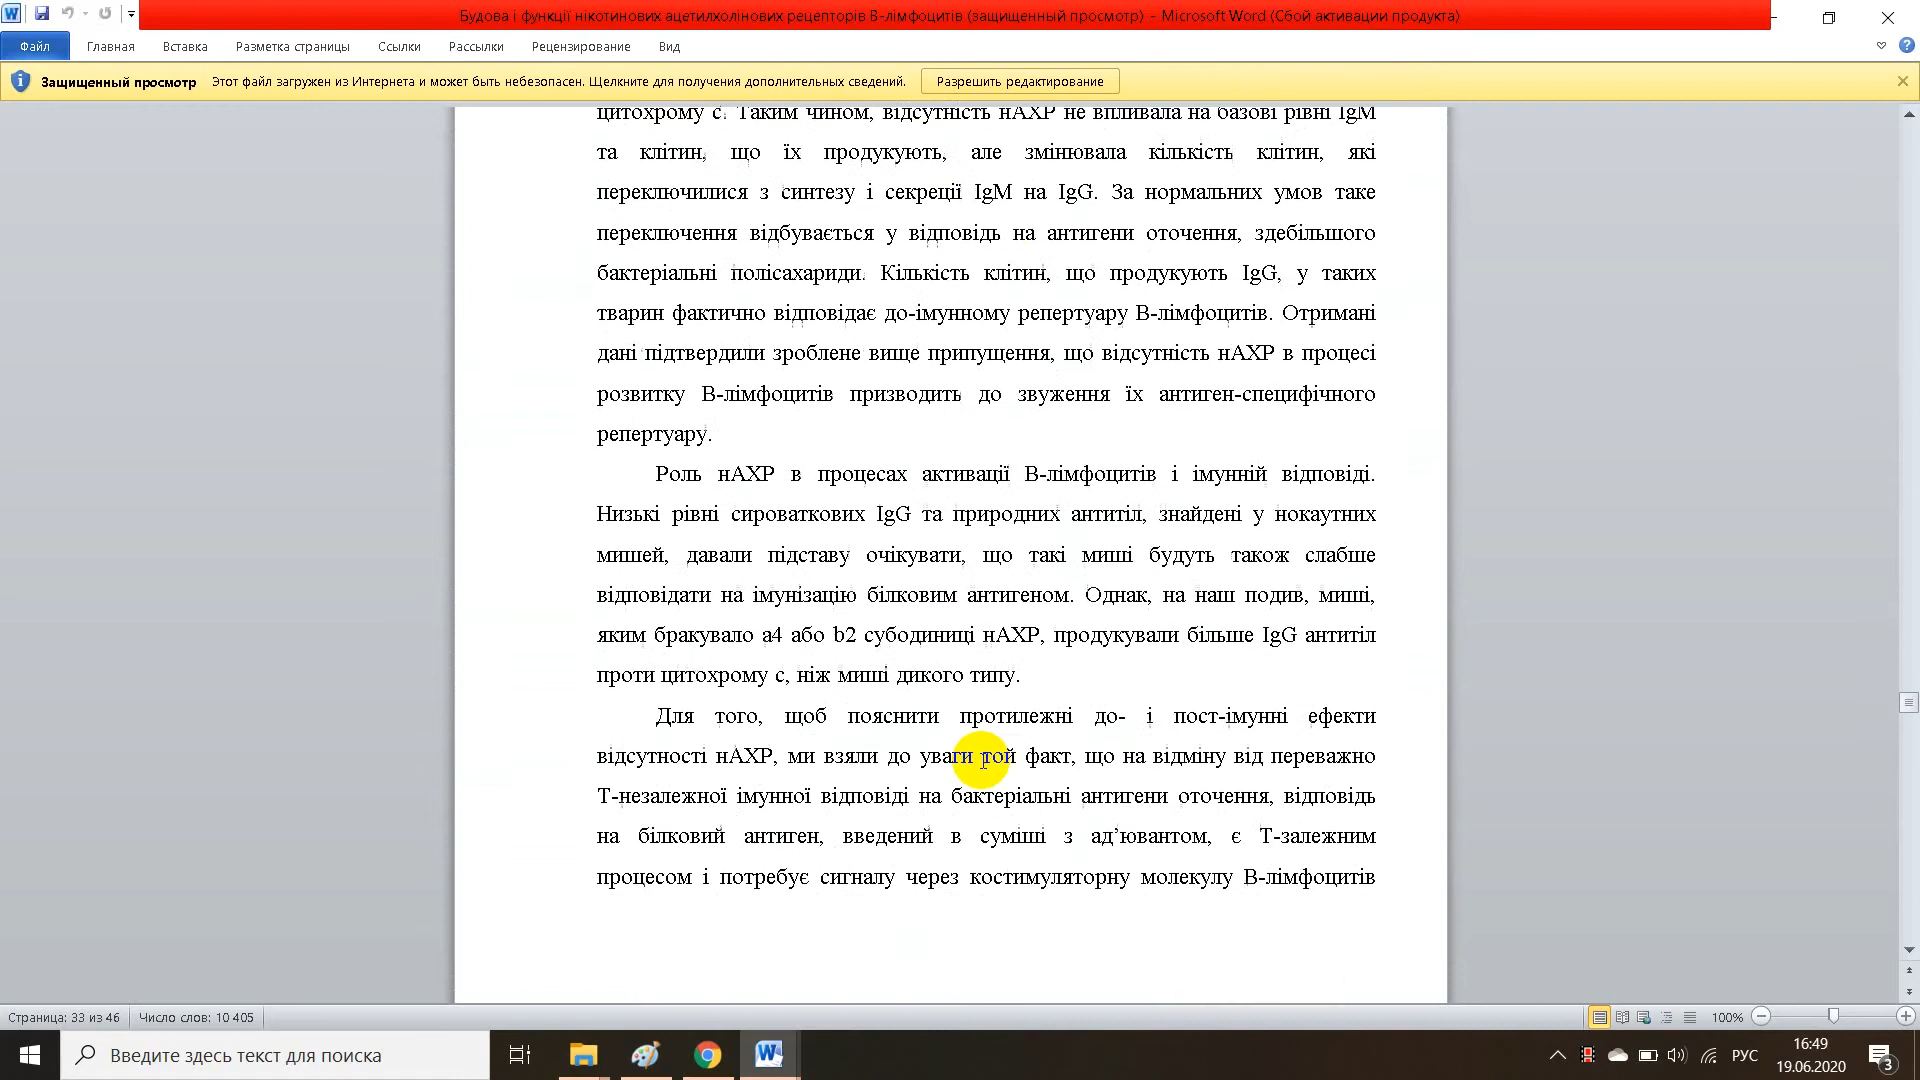 Будова і функції нікотинових ацетилхолінових рецепторів В-лімфоцитів (защищенный просмотр) - Microsoft Word (Сбой активации продукта)
Файл Главная Вставка Разметка страницы Ссылки Рассылки Рецензирование Вид
Защищенный просмотр Этот файл загружен из Интернета и может быть небезопасен. Щелкните для получения дополнительных сведений. Разрешить редактирование
цитохрому с. Таким чином, відсутність нАХР не впливала на базові рівні IgM
та клітин, що їх продукують, але змінювала кількість клітин, які
переключилися з синтезу і секреції IgM на IgG. За нормальних умов таке
переключення відбувається у відповідь на антигени оточення, здебільшого
бактеріальні полісахариди. Кількість клітин, що продукують IgG, у таких
тварин фактично відповідає до-імунному репертуару В-лімфоцитів. Отримані
дані підтвердили зроблене вище припущення, що відсутність нАХР в процесі
розвитку В-лімфоцитів призводить до звуження їх антиген-специфічного
репертуару.
Роль нАХР в процесах активації В-лімфоцитів і імунній відповіді.
Низькі рівні сироваткових IgG та природних антитіл, знайдені у нокаутних
мишей, давали підставу очікувати, що такі миші будуть також слабше
відповідати на імунізацію білковим антигеном. Однак, на наш подив, миші,
яким бракувало a4 або b2 субодиниці нАХР, продукували більше IgG антитіл
проти цитохрому с, ніж миші дикого типу.
Для того, щоб пояснити протилежні до- і пост-імунні ефекти
відсутності нАХР, ми взяли до уваги той факт, що на відміну від переважно
Т-незалежної імунної відповіді на бактеріальні антигени оточення, відповідь
на білковий антиген, введений в суміші з ад’ювантом, є Т-залежним
процесом і потребує сигналу через костимуляторну молекулу В-лімфоцитів
Страница: 33 из 46 Число слов: 10 405 100%
Введите здесь текст для поиска РУС 16:49
19.06.2020 3